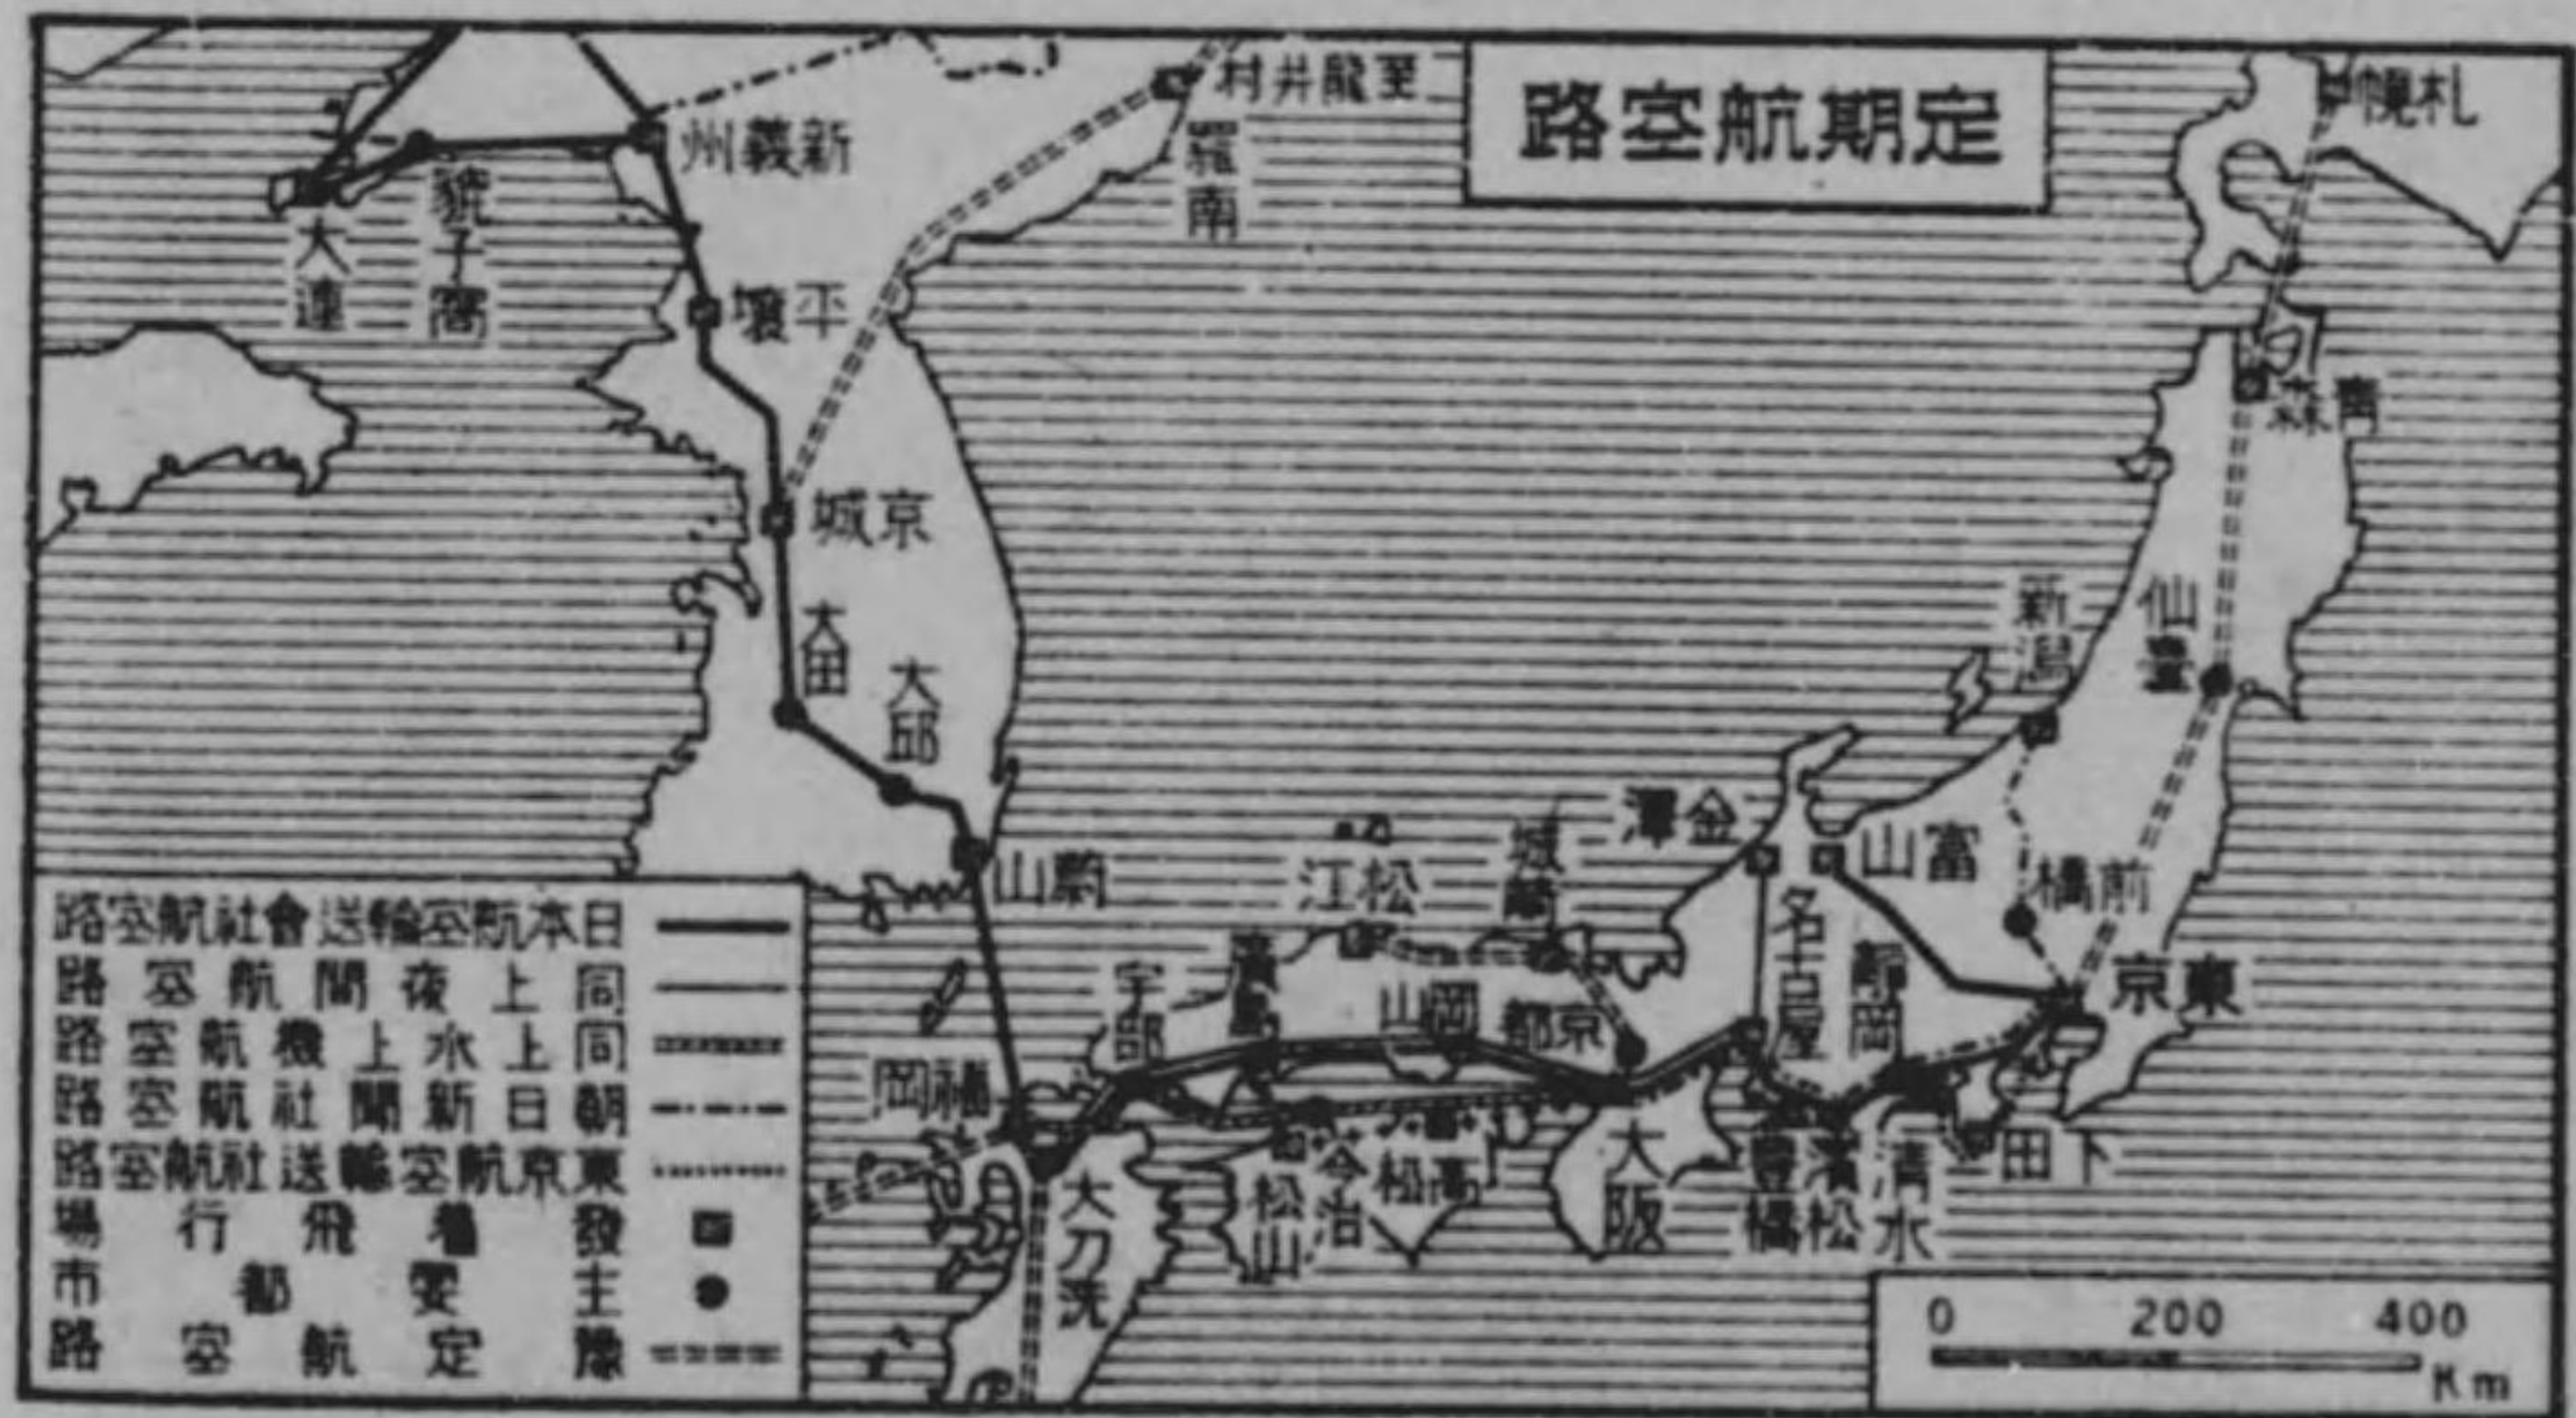 定期航空路
札幌
至龍井村
羅南
新義州
貔子窩
大連
平壤
靑森
京城
大田
大邱
新潟
仙臺
蔚山
松江
城崎
金澤
富山
前橋
東京
名古屋
靜岡
宇部
廣島
岡山
京都
福岡
大刀洗
松山
今治
高松
大阪
豊橋
濱松
清水
下田
日本航空輸送會社航空路
同上夜間航空路
同上水上機航空路
朝日新聞社航空路
東京航空輸送社航空路
發着飛行場
主要都市
豫定航空路
0 200 400
Km